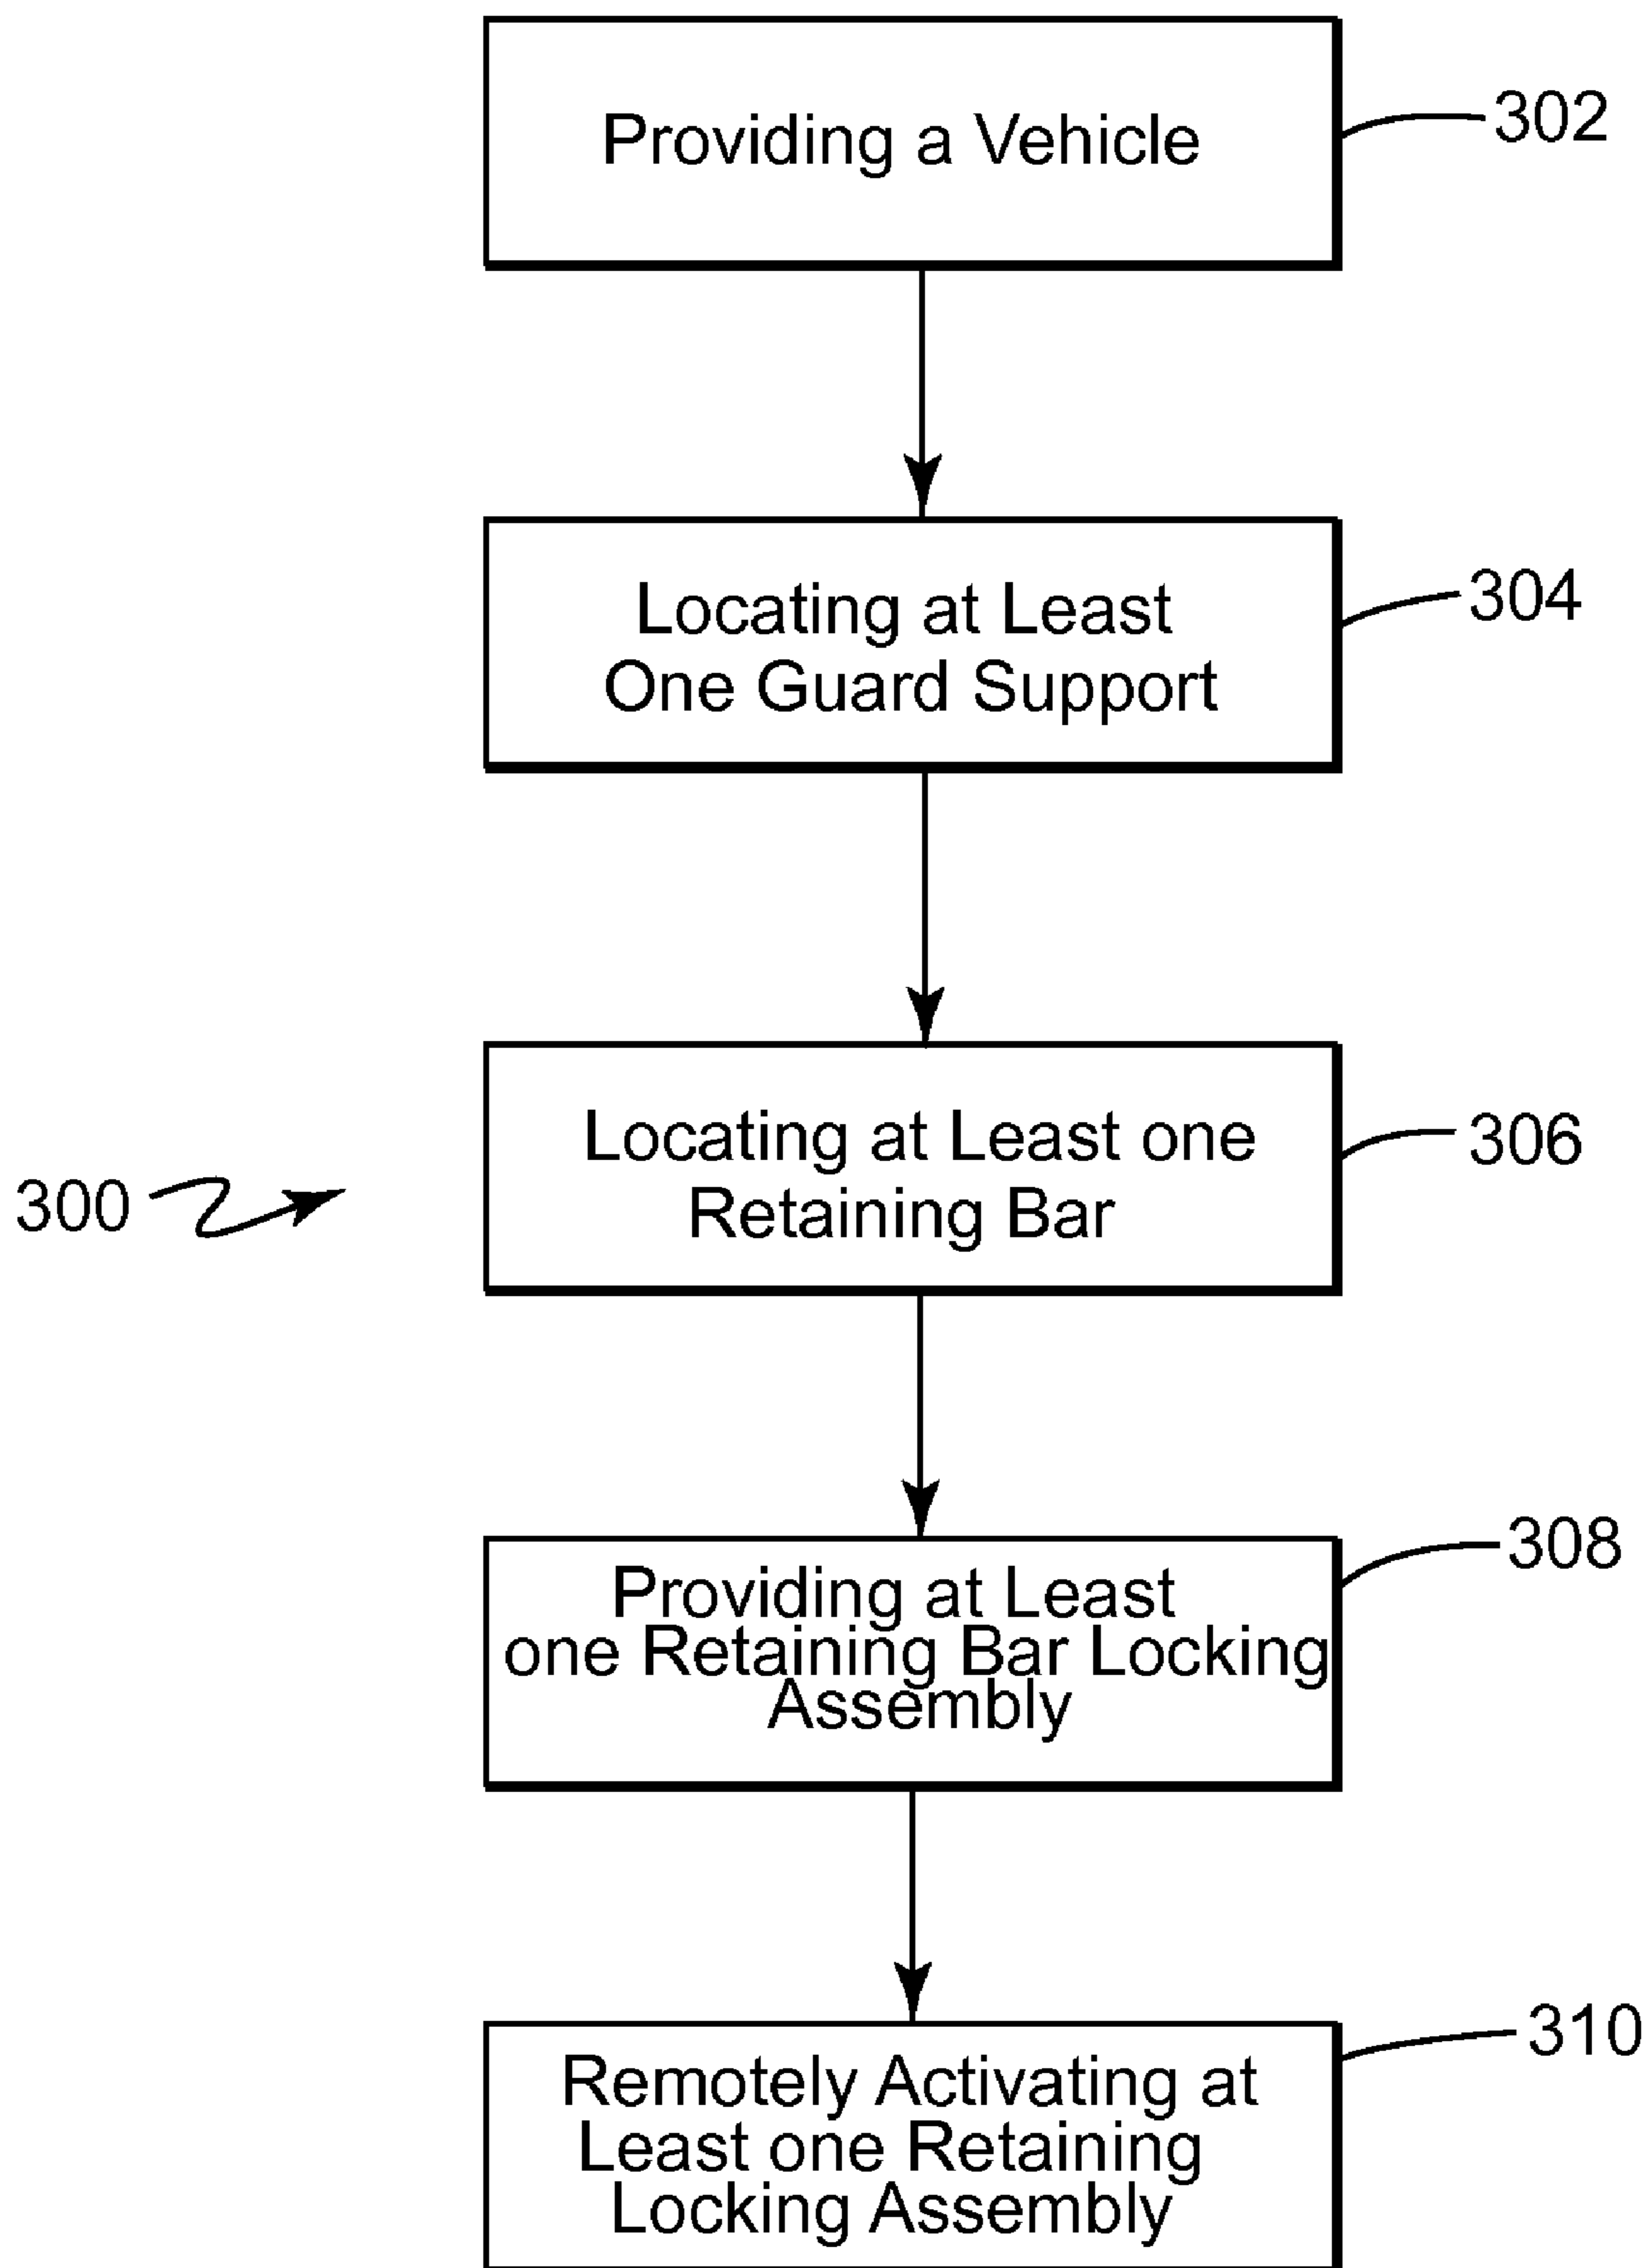 Providing a Vehicle
302
Locating at Least
One Guard Support
304
Locating at Least one
Retaining Bar
306
300
Providing at Least
one Retaining Bar Locking
Assembly
308
Remotely Activating at
Least one Retaining
Locking Assembly
310